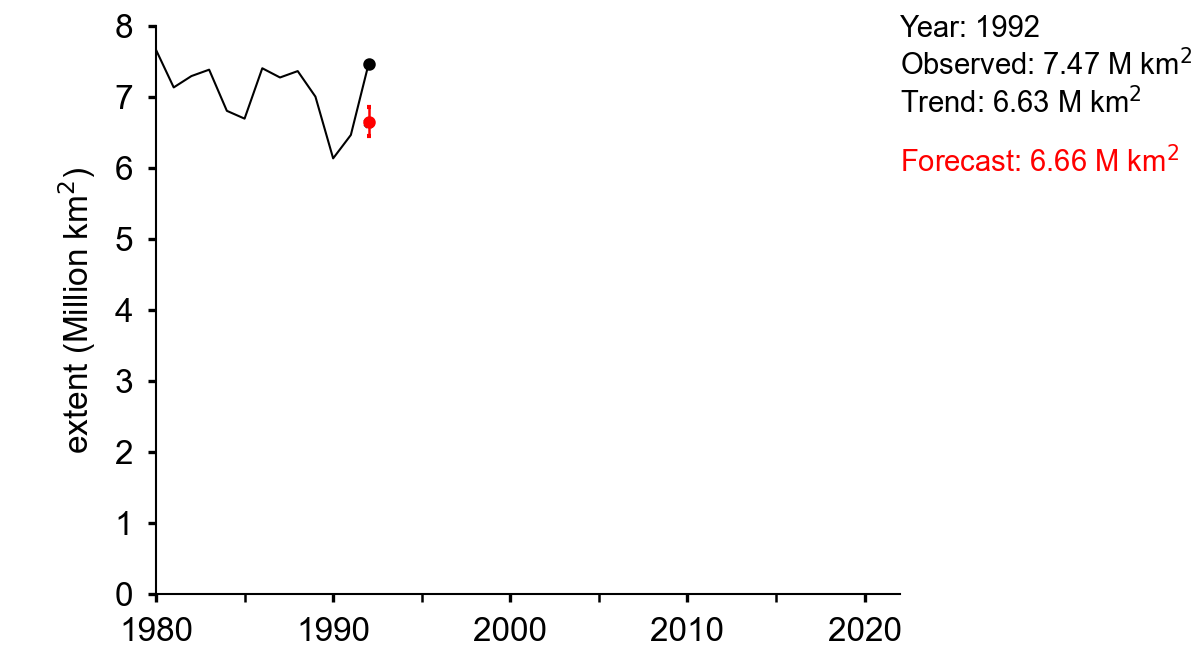 Year: 1992
Observed: 7.47 M km²
Trend: 6.63 M km²
Forecast: 6.66 M km²
extent (Million km²)
8
7
6
5
4
3
2
1
0
1980 1990 2000 2010 2020